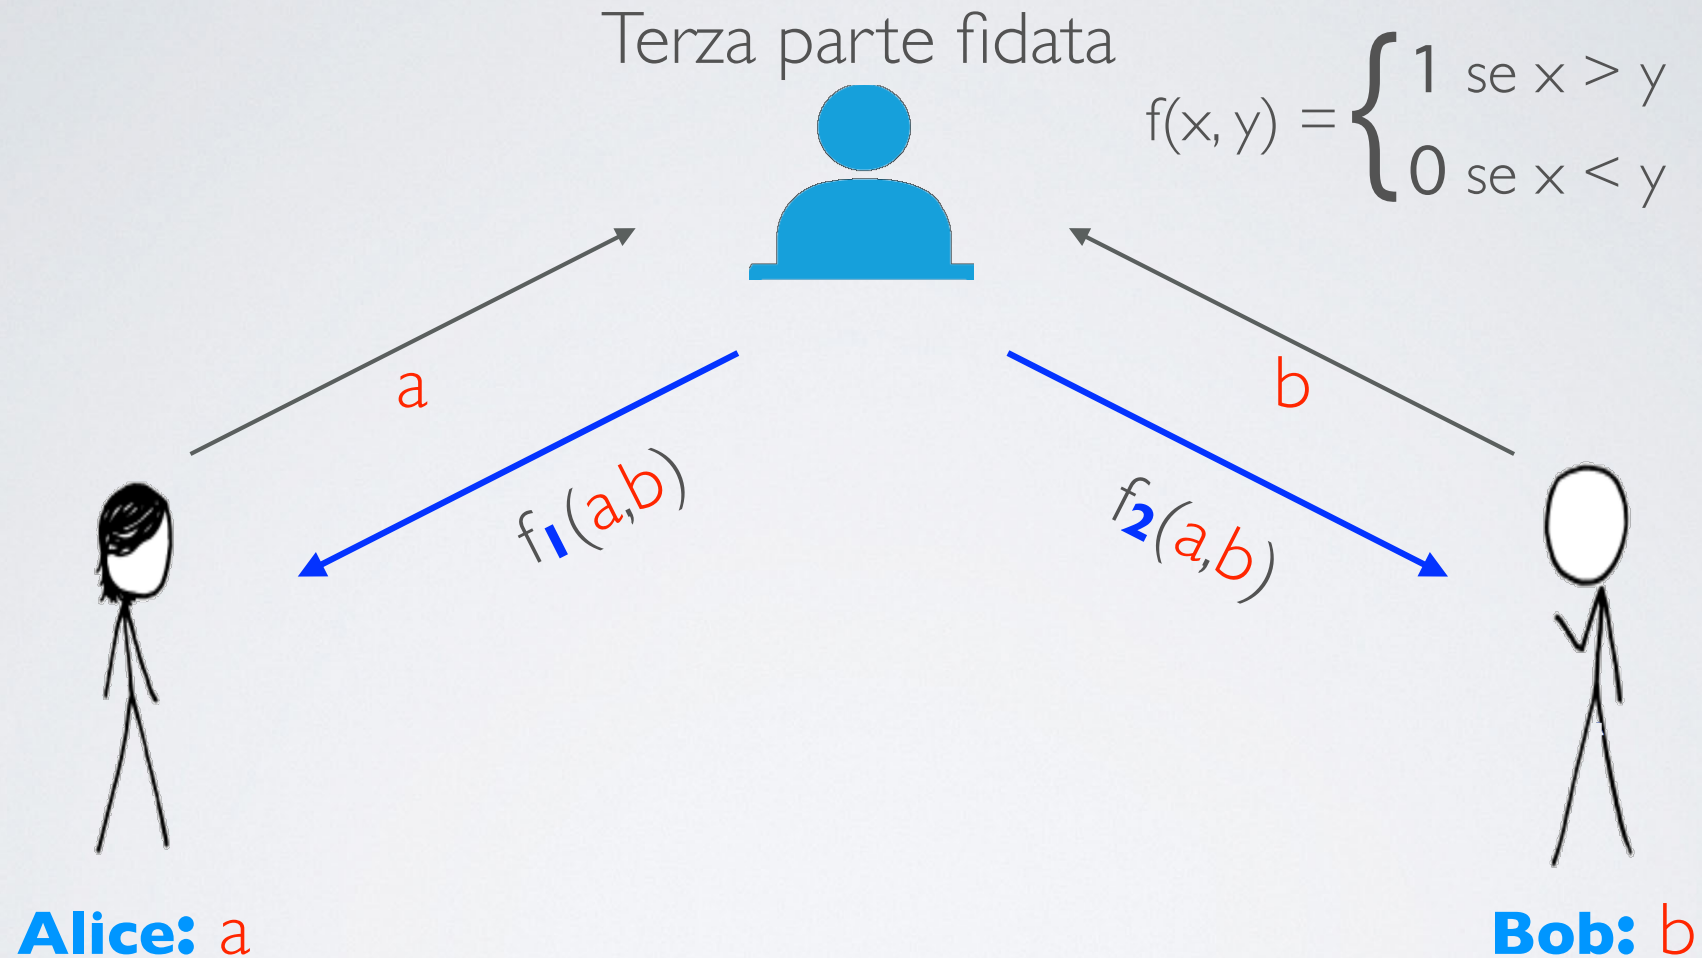 Terza parte fidata
f(x, y) = { 1 se x > y
0 se x < y
a
b
f1(a,b)
f2(a,b)
Alice: a
Bob: b